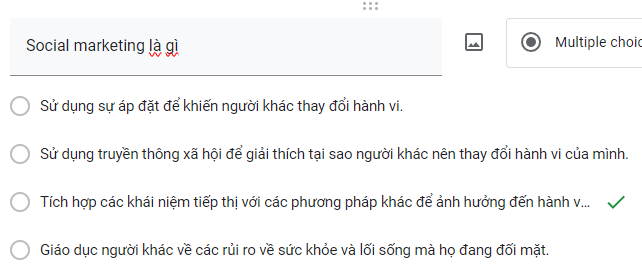 Social marketing là gì
Multiple choic
Sử dụng sự áp đặt để khiến người khác thay đổi hành vi.
Sử dụng truyền thông xã hội để giải thích tại sao người khác nên thay đổi hành vi của mình.
Tích hợp các khái niệm tiếp thị với các phương pháp khác để ảnh hưởng đến hành v...
Giáo dục người khác về các rủi ro về sức khỏe và lối sống mà họ đang đối mặt.